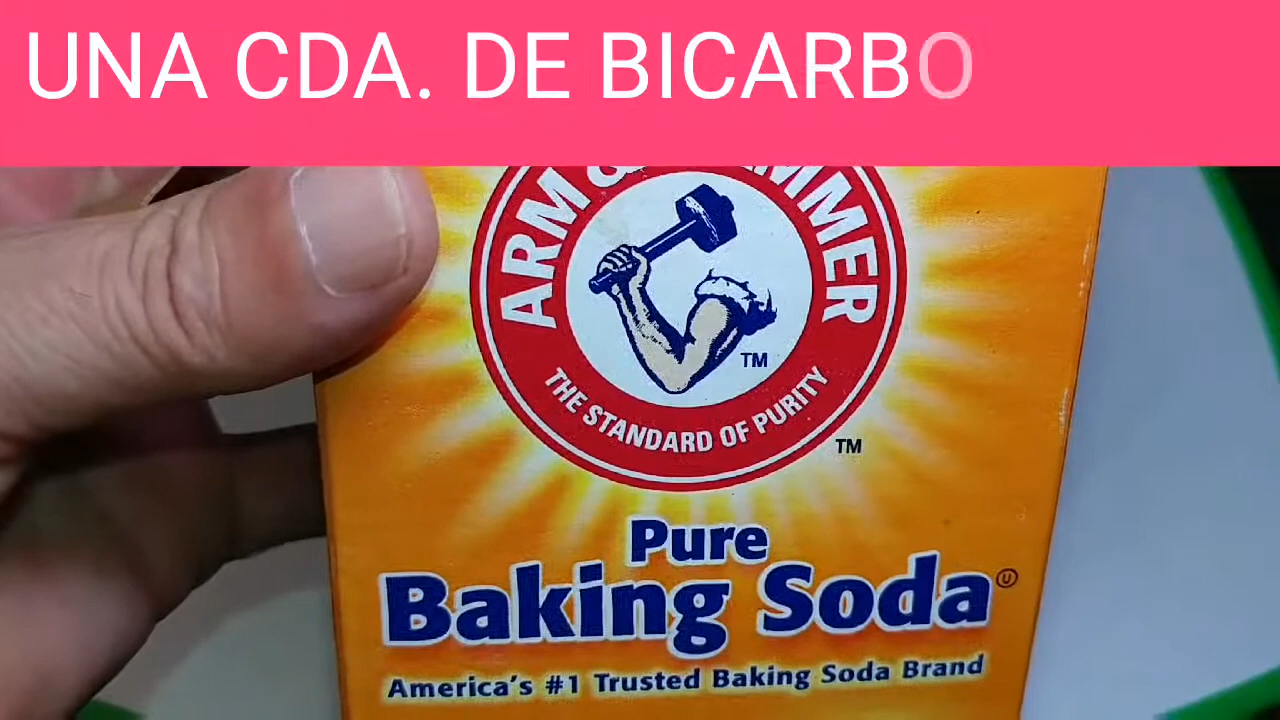 UNA CDA. DE BICARBO
ARM &
THE STANDARD OF PURITY
TM
TM
Pure
Baking Soda
U
America's #1 Trusted Baking Soda Brand